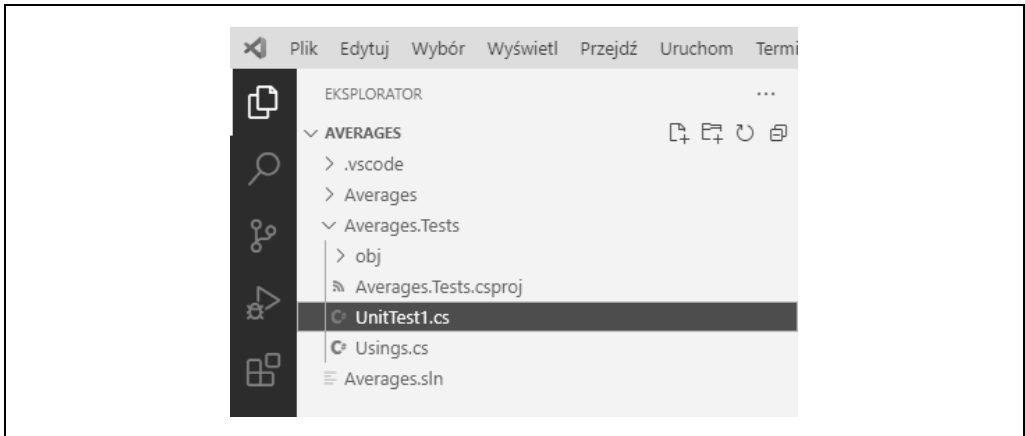 Plik Edytuj Wybór Wyświetl Przejdź Uruchom Termi
EKSPLORATOR ...
AVERAGES
.vscode
Averages
Averages.Tests
obj
Averages.Tests.csproj
C# UnitTest1.cs
C# Usings.cs
Averages.sln